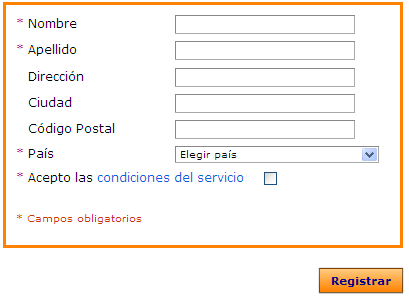 * Nombre
* Apellido
Dirección
Ciudad
Código Postal
* País Elegir país
* Acepto las condiciones del servicio
* Campos obligatorios
Registrar